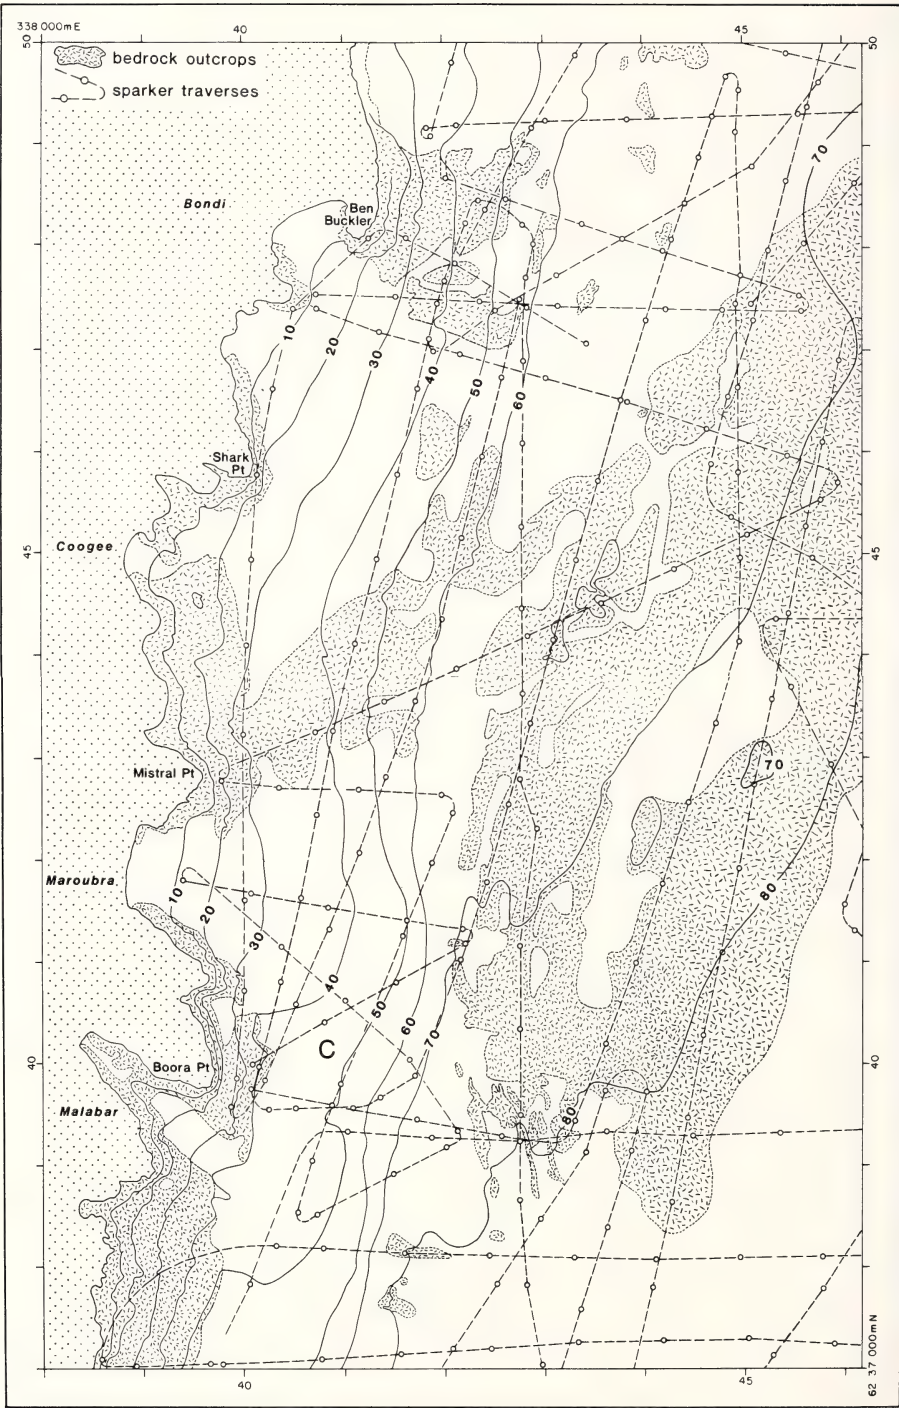 338 000mE
40
45
50
50
bedrock outcrops
sparker traverses
70
Bondi
Ben
Buckler
10
20
30
40
50
60
Shark
Pt
Coogee
45
45
Mistral Pt
70
Maroubra
10
20
30
40
50
60
70
80
C
Boora Pt
40
40
Malabar
80
40
45
62 37 000mN